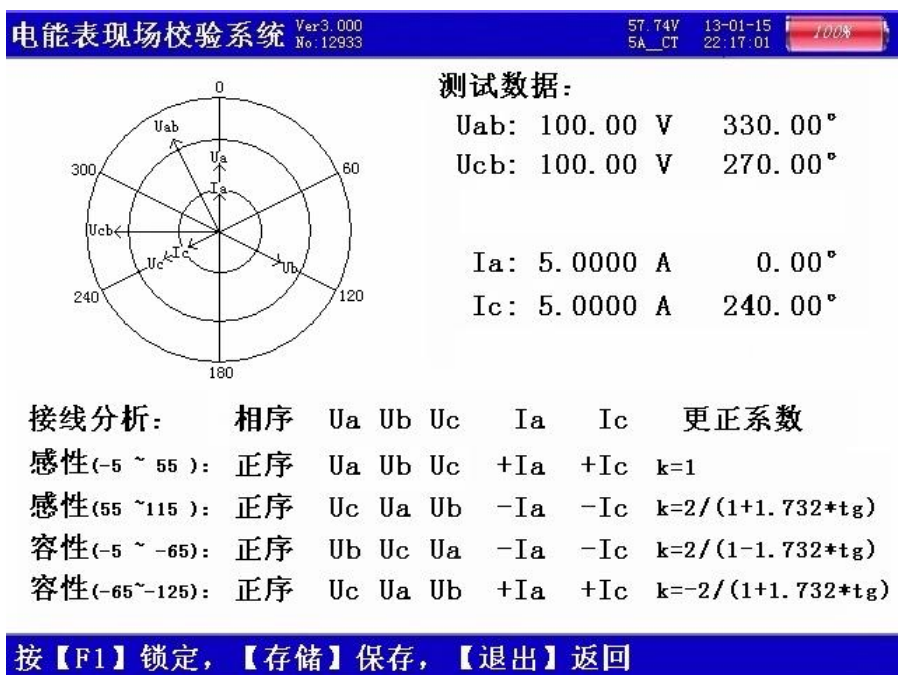 电能表现场校验系统 Ver3.000 No:12933 57.74V 5A__CT 13-01-15 22:17:01 100%
0
60
120
180
240
300
Uab
Ua
Ia
Ucb
Uc
Ic
Ub
测试数据:
Uab: 100.00 V 330.00°
Ucb: 100.00 V 270.00°
Ia: 5.0000 A 0.00°
Ic: 5.0000 A 240.00°
接线分析: 相序 Ua Ub Uc Ia Ic 更正系数
感性(-5 ~ 55 ): 正序 Ua Ub Uc +Ia +Ic k=1
感性(55 ~115 ): 正序 Uc Ua Ub -Ia -Ic k=2/(1+1.732*tg)
容性(-5 ~ -65): 正序 Ub Uc Ua -Ia -Ic k=2/(1-1.732*tg)
容性(-65~-125): 正序 Uc Ua Ub +Ia +Ic k=-2/(1+1.732*tg)
按【F1】锁定,【存储】保存,【退出】返回